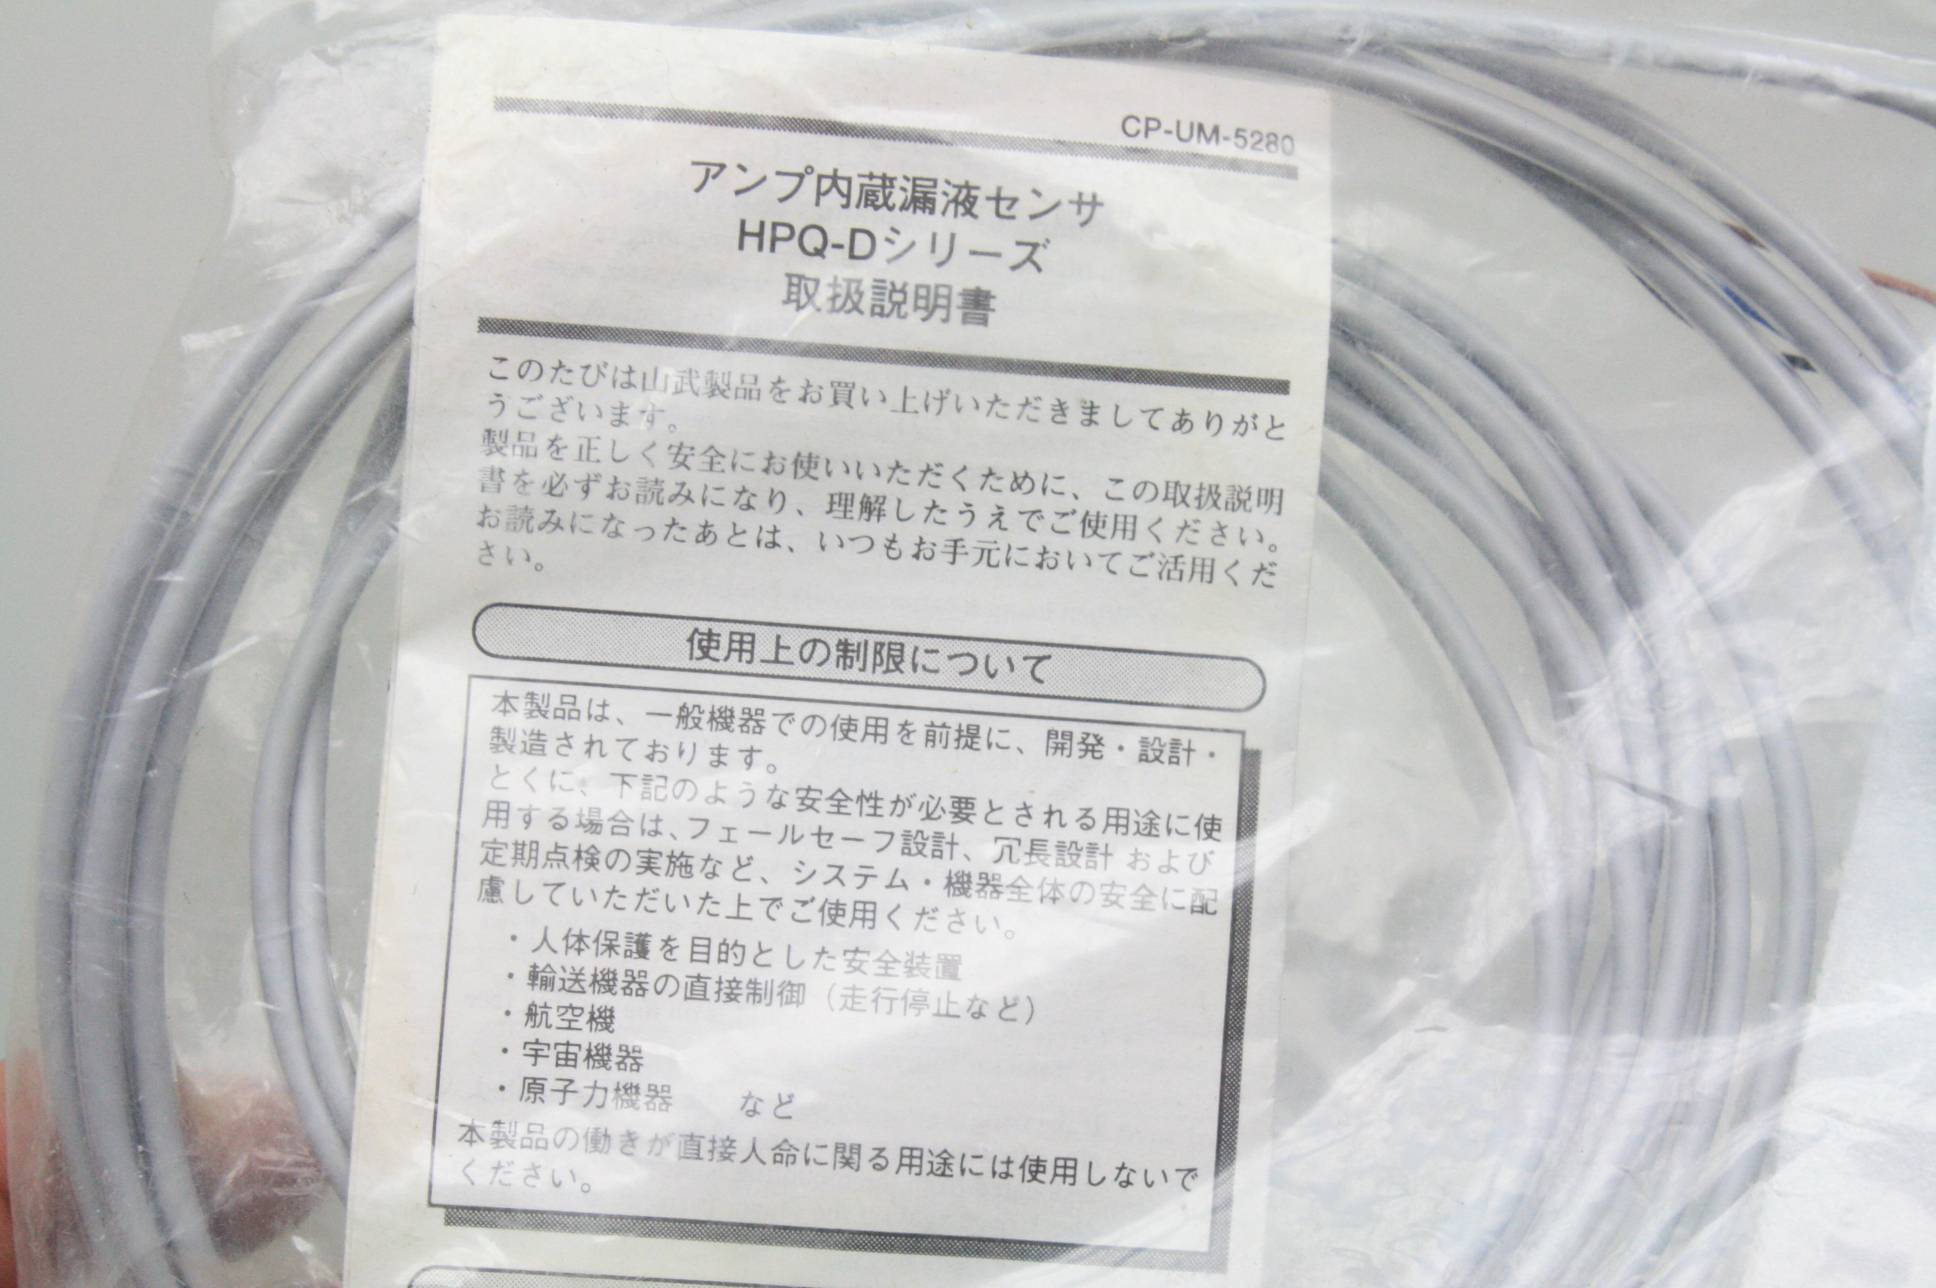 CP-UM-5280
アンプ内蔵漏液センサ
HPQ-Dシリーズ
取扱説明書
このたびは山武製品をお買い上げいただきましてありがと
うございます。
製品を正しく安全にお使いいただくために、この取扱説明
書を必ずお読みになり、理解したうえでご使用ください。
お読みになったあとは、いつもお手元においてご活用くだ
さい。
使用上の制限について
本製品は、一般機器での使用を前提に、開発・設計・
製造されております。
とくに、下記のような安全性が必要とされる用途に使
用する場合は、フェールセーフ設計、冗長設計 および
定期点検の実施など、システム・機器全体の安全に配
慮していただいた上でご使用ください。
・人体保護を目的とした安全装置
・輸送機器の直接制御（走行停止など）
・航空機
・宇宙機器
・原子力機器　　など
本製品の働きが直接人命に関る用途には使用しないで
ください。